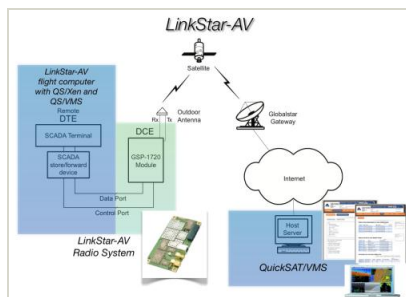 LinkStar-AV
Satellite
LinkStar-AV
flight computer
with QS/Xen and
QS/VMS
Remote
DTE
SCADA Terminal
SCADA
store/forward
device
DCE
Rx
Tx
Outdoor
Antenna
GSP-1720
Module
Data Port
Control Port
LinkStar-AV
Radio System
Globalstar
Gateway
Internet
Host
Server
QuickSAT/VMS